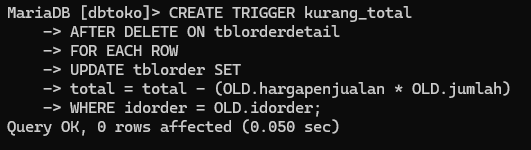 MariaDB [dbtoko]> CREATE TRIGGER kurang_total
    -> AFTER DELETE ON tblorderdetail
    -> FOR EACH ROW
    -> UPDATE tblorder SET
    -> total = total - (OLD.hargapenjualan * OLD.jumlah)
    -> WHERE idorder = OLD.idorder;
Query OK, 0 rows affected (0.050 sec)